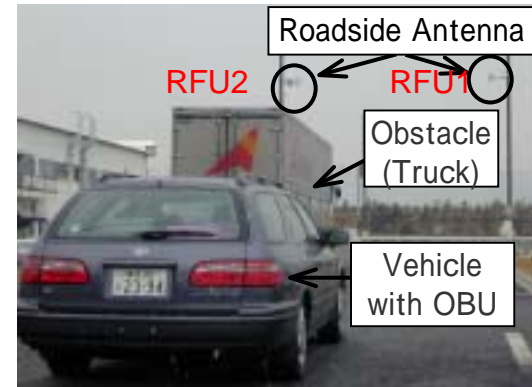 Roadside Antenna
RFU2
RFU1
Obstacle
(Truck)
Vehicle
with OBU